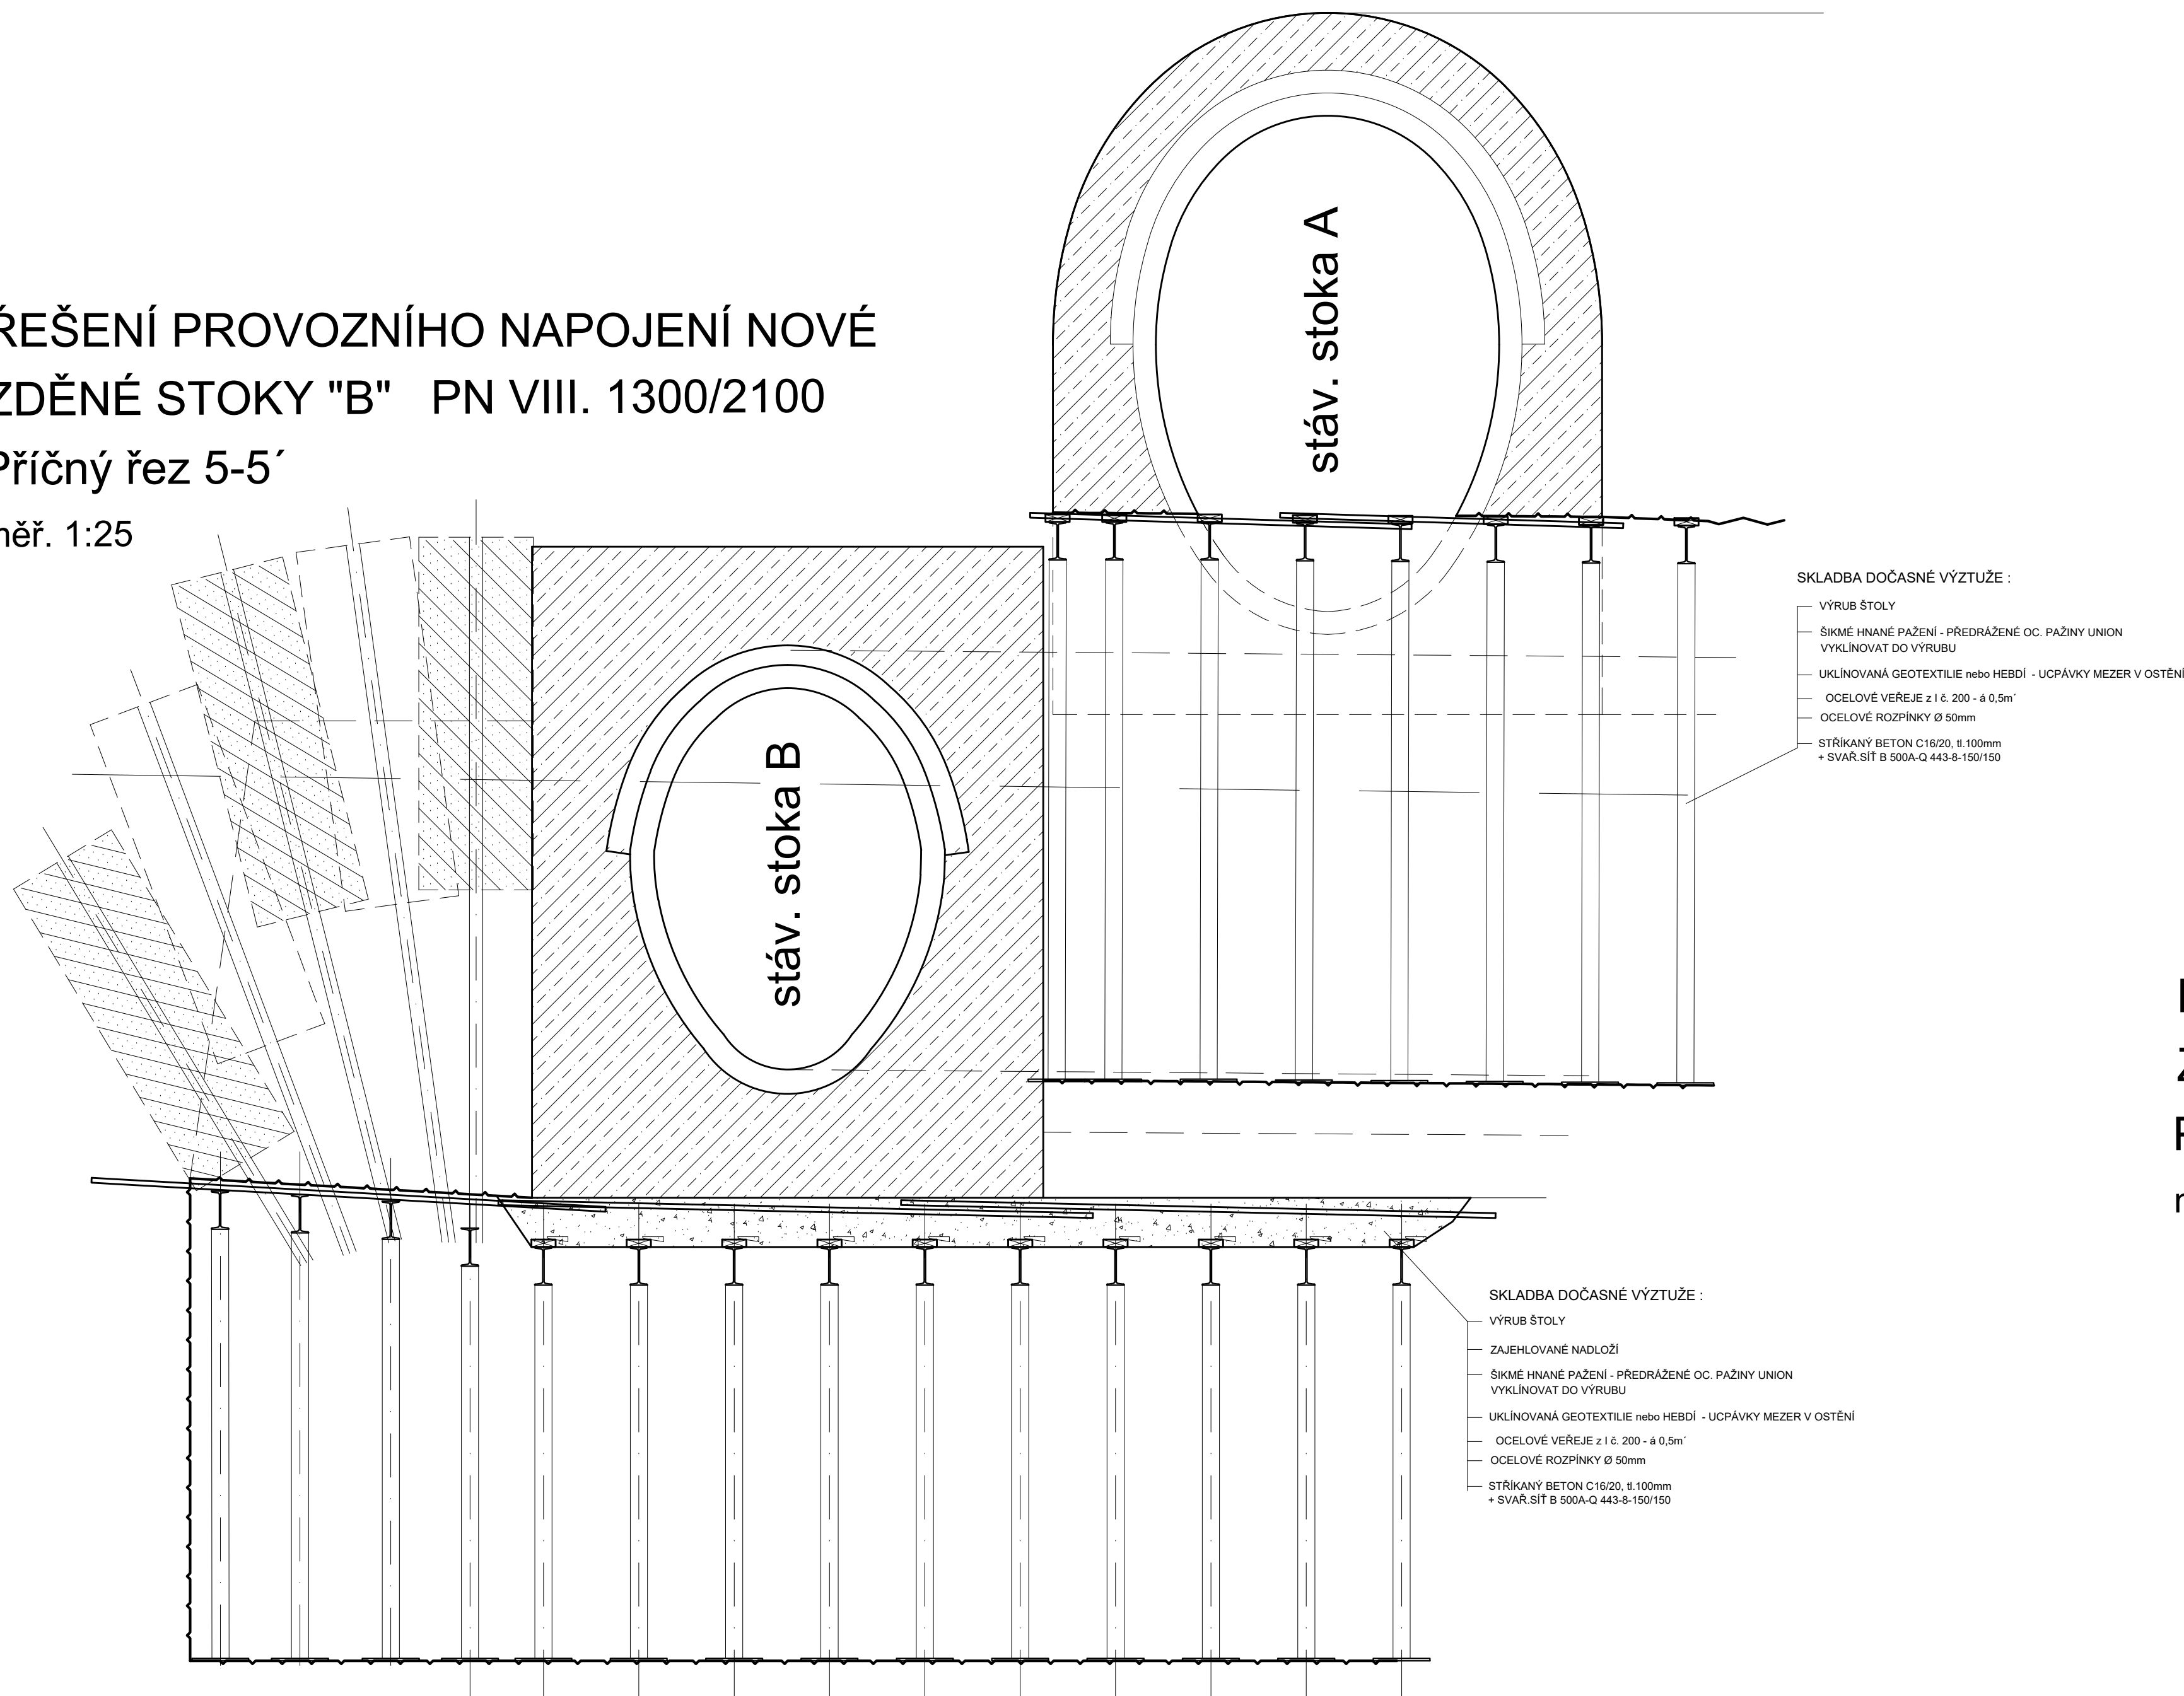 ŘEŠENÍ PROVOZNÍHO NAPOJENÍ NOVÉ
ZDĚNÉ STOKY "B" PN VIII. 1300/2100
Příčný řez 5-5´
měř. 1:25
stáv. stoka A
stáv. stoka B
SKLADBA DOČASNÉ VÝZTUŽE :
VÝRUB ŠTOLY
ŠIKMÉ HNANÉ PAŽENÍ - PŘEDRÁŽENÉ OC. PAŽINY UNION
VYKLÍNOVAT DO VÝRUBU
UKLÍNOVANÁ GEOTEXTILIE nebo HEBDÍ - UCPÁVKY MEZER V OSTĚNÍ
OCELOVÉ VEŘEJE z I č. 200 - á 0,5m´
OCELOVÉ ROZPÍNKY Ø 50mm
STŘÍKANÝ BETON C16/20, tl.100mm
+ SVAŘ.SÍŤ B 500A-Q 443-8-150/150
SKLADBA DOČASNÉ VÝZTUŽE :
VÝRUB ŠTOLY
ZAJEHLOVANÉ NADLOŽÍ
ŠIKMÉ HNANÉ PAŽENÍ - PŘEDRÁŽENÉ OC. PAŽINY UNION
VYKLÍNOVAT DO VÝRUBU
UKLÍNOVANÁ GEOTEXTILIE nebo HEBDÍ - UCPÁVKY MEZER V OSTĚNÍ
OCELOVÉ VEŘEJE z I č. 200 - á 0,5m´
OCELOVÉ ROZPÍNKY Ø 50mm
STŘÍKANÝ BETON C16/20, tl.100mm
+ SVAŘ.SÍŤ B 500A-Q 443-8-150/150